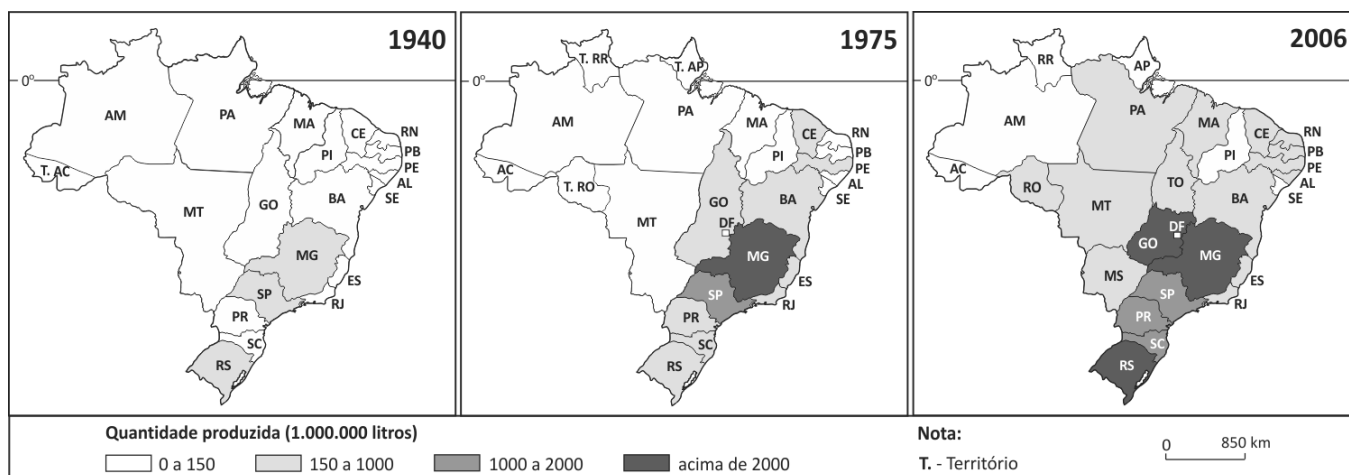 1940
0º
AM
PA
MA
CE
RN
PB
PE
AL
SE
PI
T. AC
MT
GO
BA
MG
ES
SP
RJ
PR
SC
RS
1975
0º
T. RR
T. AP
AM
PA
MA
CE
RN
PB
PE
AL
SE
PI
AC
T. RO
MT
GO
BA
DF
MG
ES
SP
RJ
PR
SC
RS
2006
0º
RR
AP
AM
PA
MA
CE
RN
PB
PE
AL
SE
PI
AC
RO
TO
BA
MT
DF
GO
MG
MS
ES
SP
RJ
PR
SC
RS
Quantidade produzida (1.000.000 litros)
0 a 150
150 a 1000
1000 a 2000
acima de 2000
Nota:
T. - Território
0 850 km